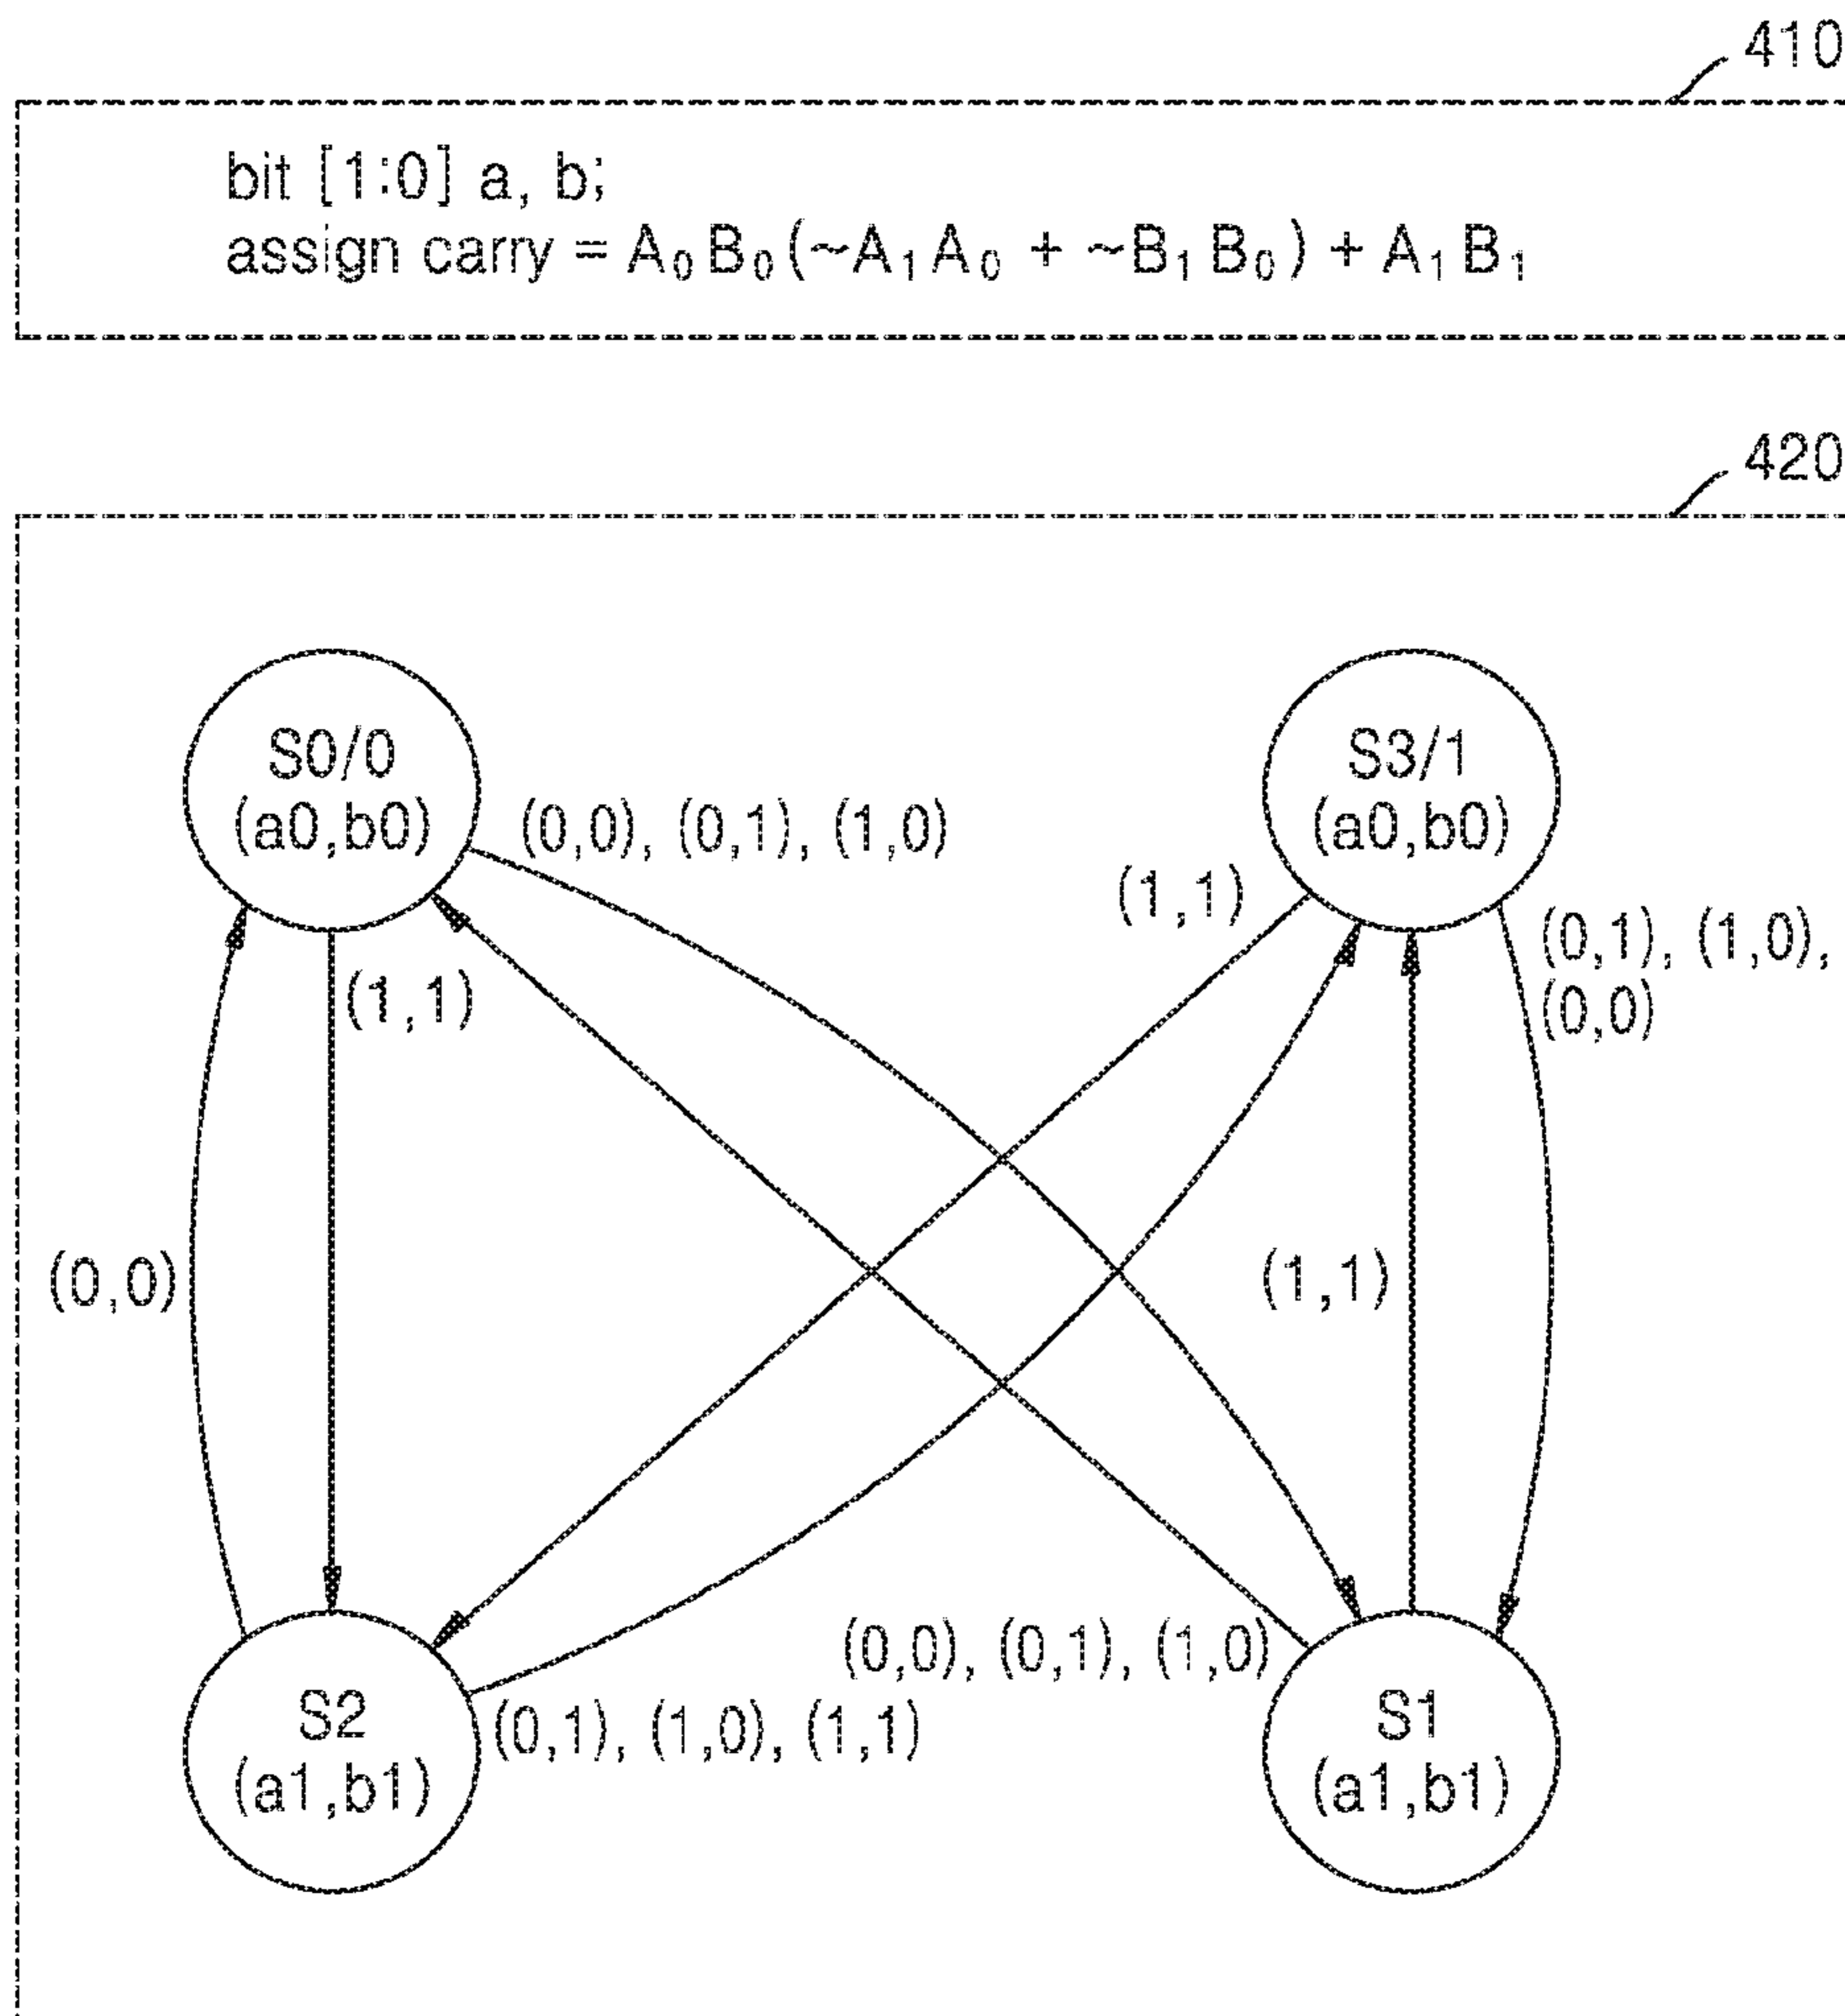 410
bit [1:0] a, b;
assign carry = A₀B₀(~A₁A₀ + ~B₁B₀) + A₁B₁
420
S0/0
(a0,b0)
S3/1
(a0,b0)
(0,0), (0,1), (1,0)
(1,1)
(0,1), (1,0),
(0,0)
(1,1)
(0,0)
(1,1)
(0,0), (0,1), (1,0)
S2
(a1,b1)
(0,1), (1,0), (1,1)
S1
(a1,b1)